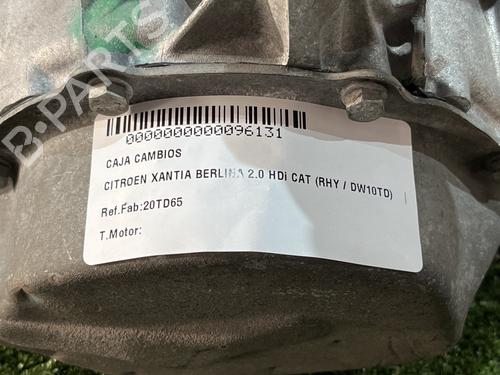 B-PARTS
0000000000096131
CAJA CAMBIOS
CITROEN XANTIA BERLINA 2.0 HDi CAT (RHY / DW10TD)
Ref.Fab:20TD65
T.Motor: